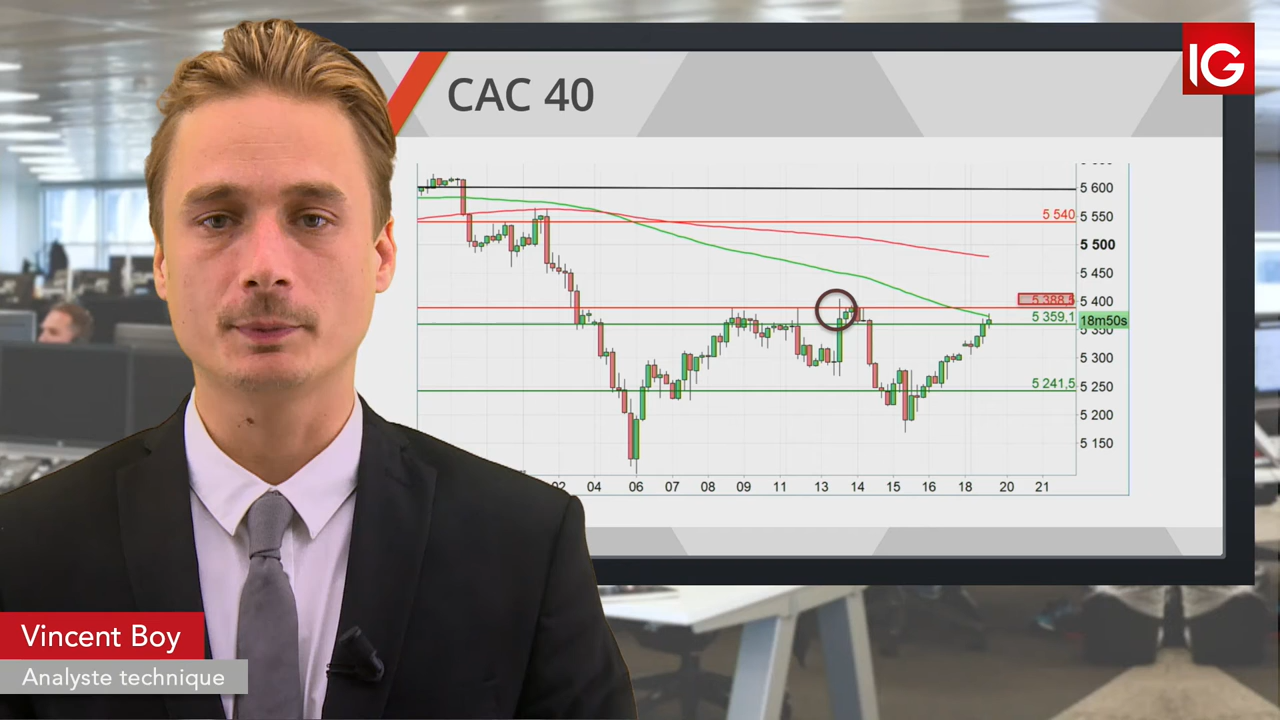 IG
CAC 40
5 600
5 540
5 550
5 500
5 450
5 400
5 388,5
5 359,1
18m50s
5 350
5 300
5 241,5
5 250
5 200
5 150
02 04 06 07 08 09 11 13 14 15 16 18 20 21
Vincent Boy
Analyste technique